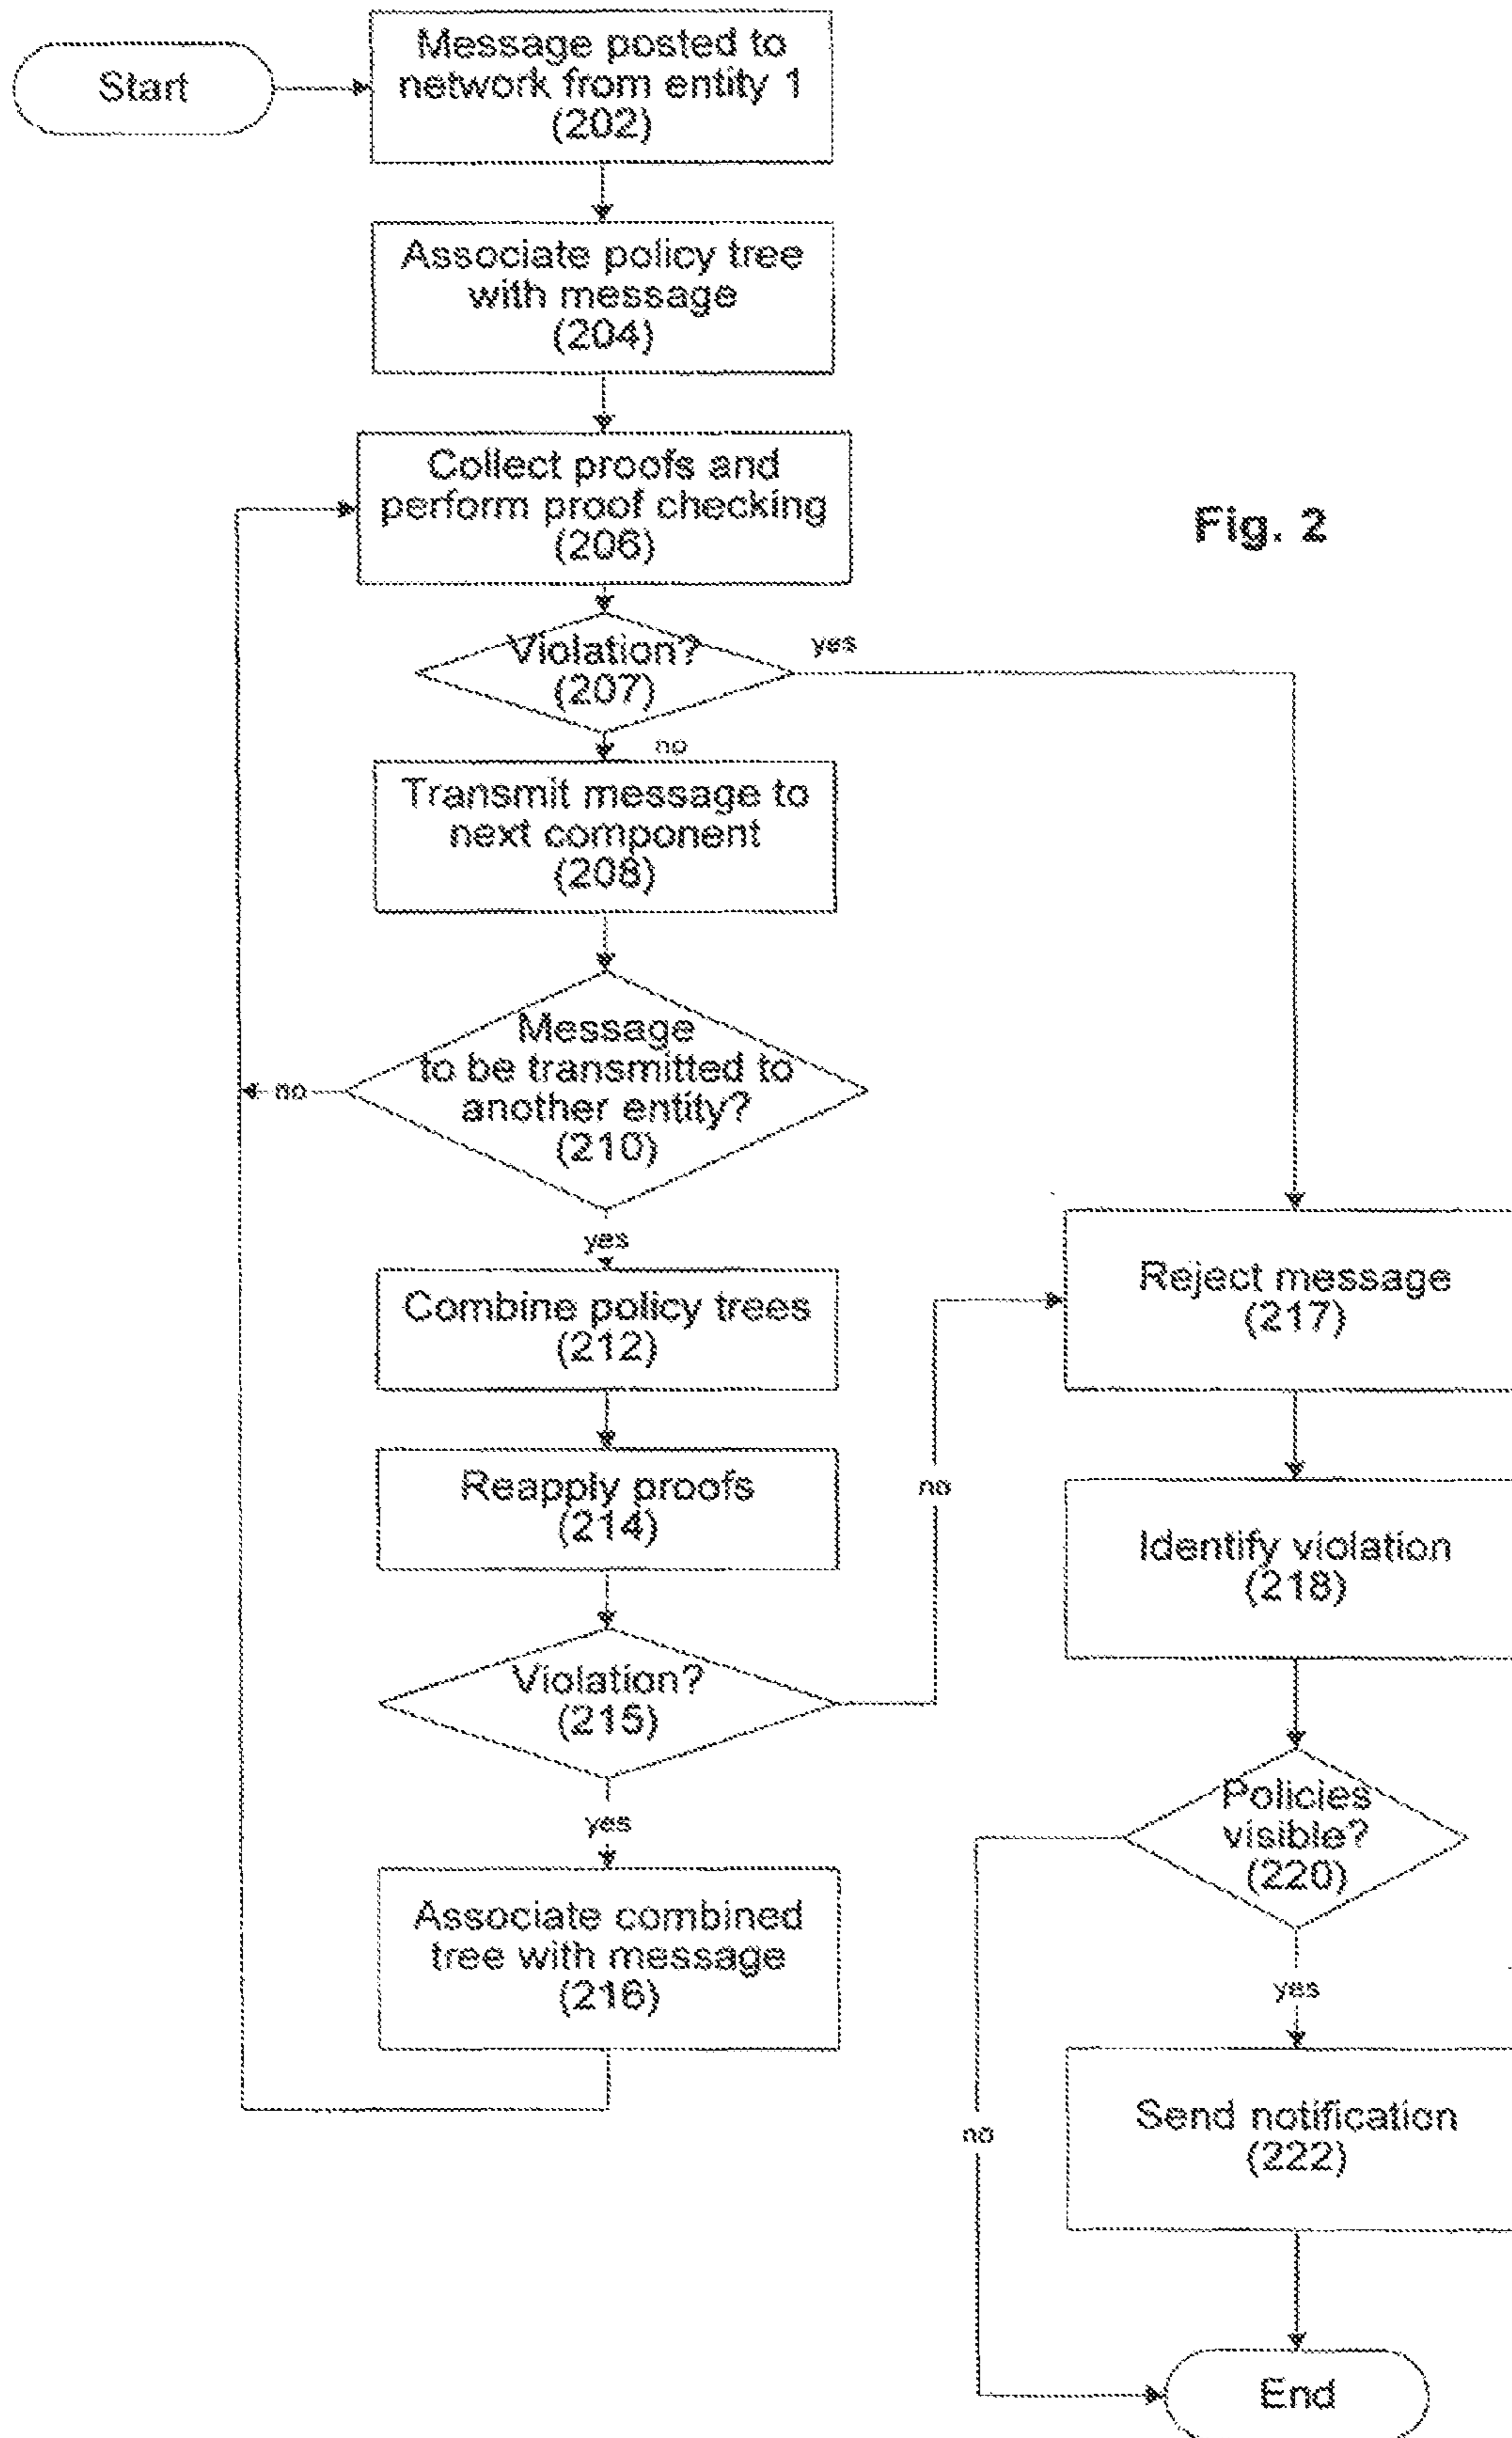 Start
Message posted to
network from entity 1
(202)
Associate policy tree
with message
(204)
Collect proofs and
perform proof checking
(206)
Fig. 2
Violation?
(207)
yes
no
Transmit message to
next component
(208)
Message
to be transmitted to
another entity?
(210)
no
yes
Combine policy trees
(212)
Reject message
(217)
Reapply proofs
(214)
no
Identify violation
(218)
Violation?
(215)
yes
Policies
visible?
(220)
Associate combined
tree with message
(216)
yes
no
Send notification
(222)
End